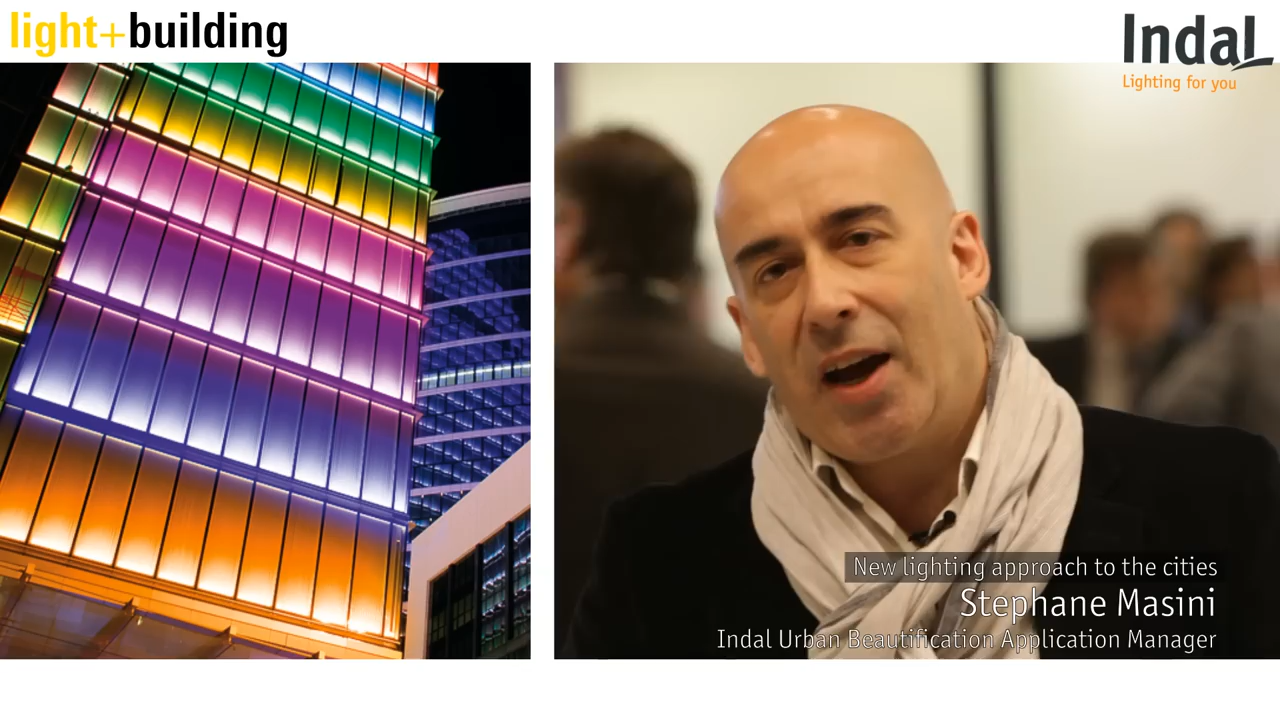 light+building
Indal
Lighting for you
New lighting approach to the cities
Stephane Masini
Indal Urban Beautification Application Manager